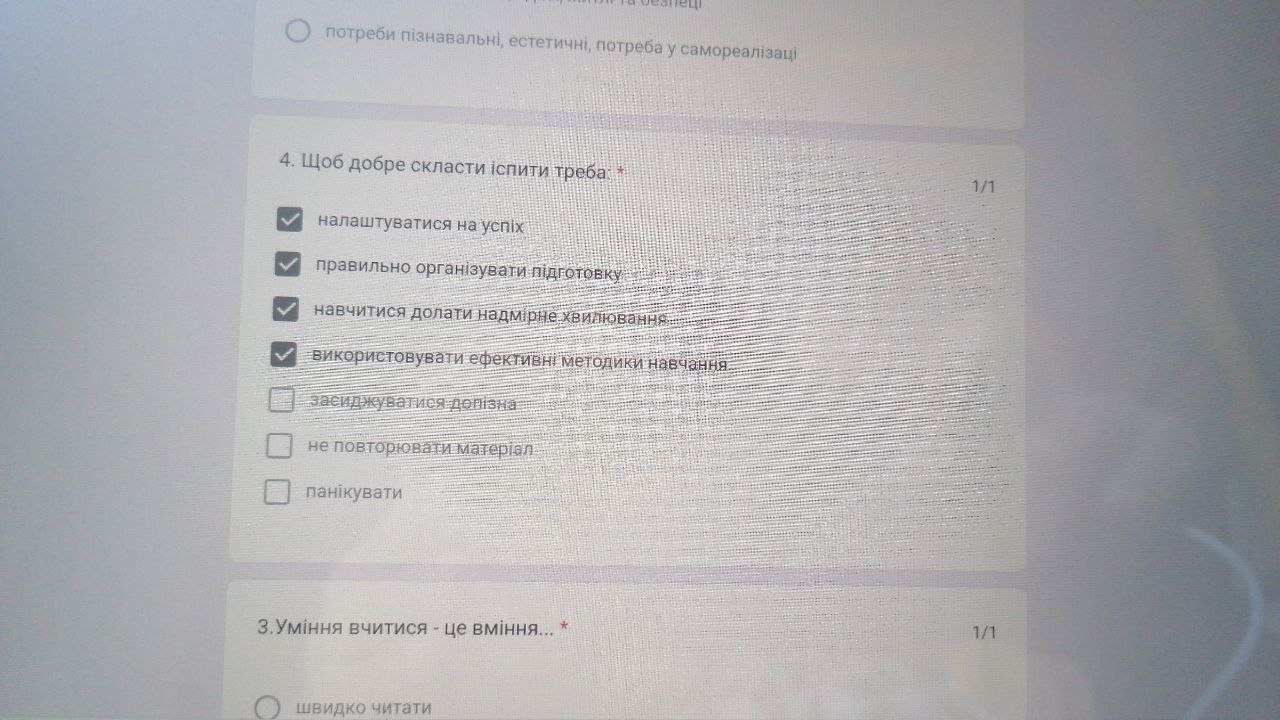 та безпеці
потреби пізнавальні, естетичні, потреба у самореалізаці
4. Щоб добре скласти іспити треба: *
1/1
налаштуватися на успіх
правильно організувати підготовку
навчитися долати надмірне хвилювання
використовувати ефективні методики навчання
засиджуватися допізна
не повторювати матеріал
панікувати
3.Уміння вчитися - це вміння... *
1/1
швидко читати